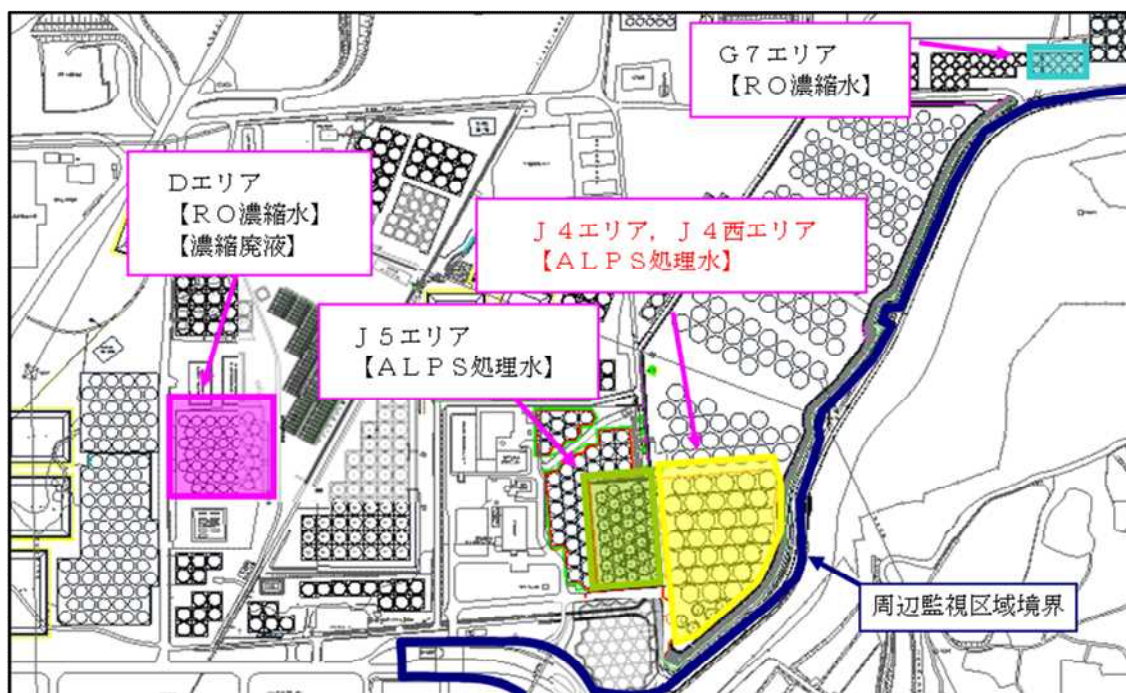 G7エリア
【RO濃縮水】
Dエリア
【RO濃縮水】
【濃縮廃液】
J4エリア，J4西エリア
【ALPS処理水】
J5エリア
【ALPS処理水】
周辺監視区域境界